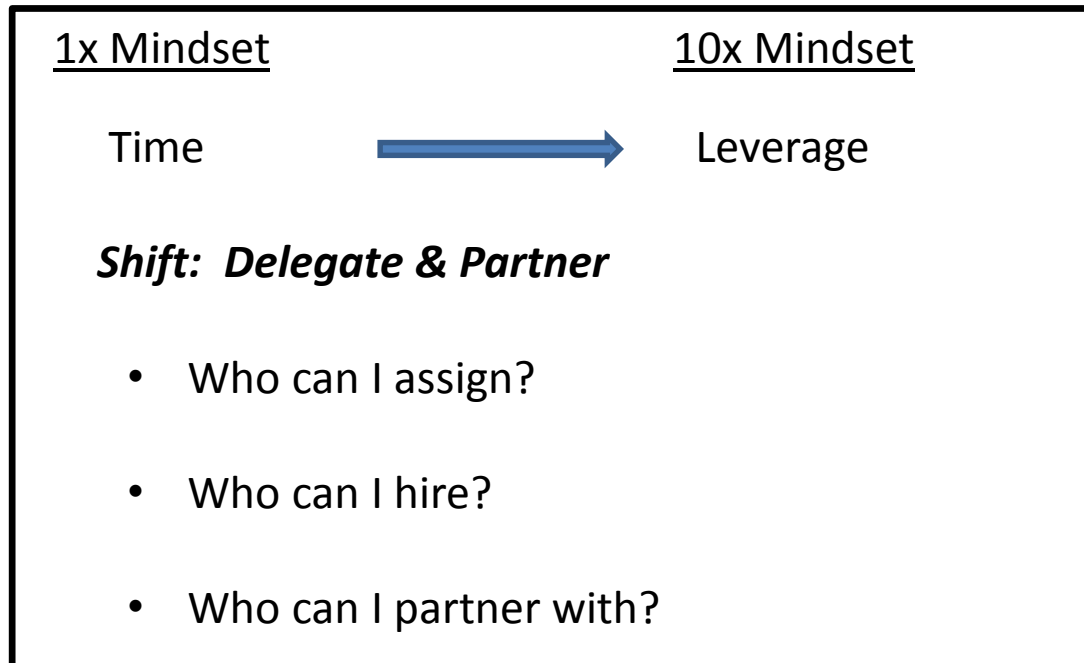 1x Mindset 10x Mindset
Time Leverage
Shift: Delegate & Partner
• Who can I assign?
• Who can I hire?
• Who can I partner with?